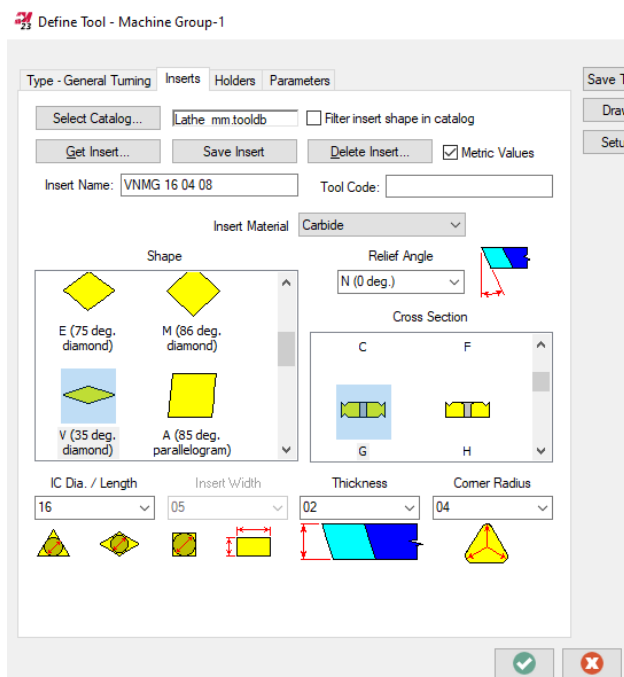 23 Define Tool - Machine Group-1
Type - General Turning Inserts Holders Parameters
Save T
Select Catalog... Lathe mm.tooldb Filter insert shape in catalog
Draw
Get Insert... Save Insert Delete Insert... Metric Values
Setu
Insert Name: VNMG 16 04 08 Tool Code:
Insert Material Carbide
Shape Relief Angle
N (0 deg.)
Cross Section
E (75 deg. diamond) M (86 deg. diamond)
C F
V (35 deg. diamond) A (85 deg. parallelogram)
G H
IC Dia. / Length Insert Width Thickness Corner Radius
16 05 02 04